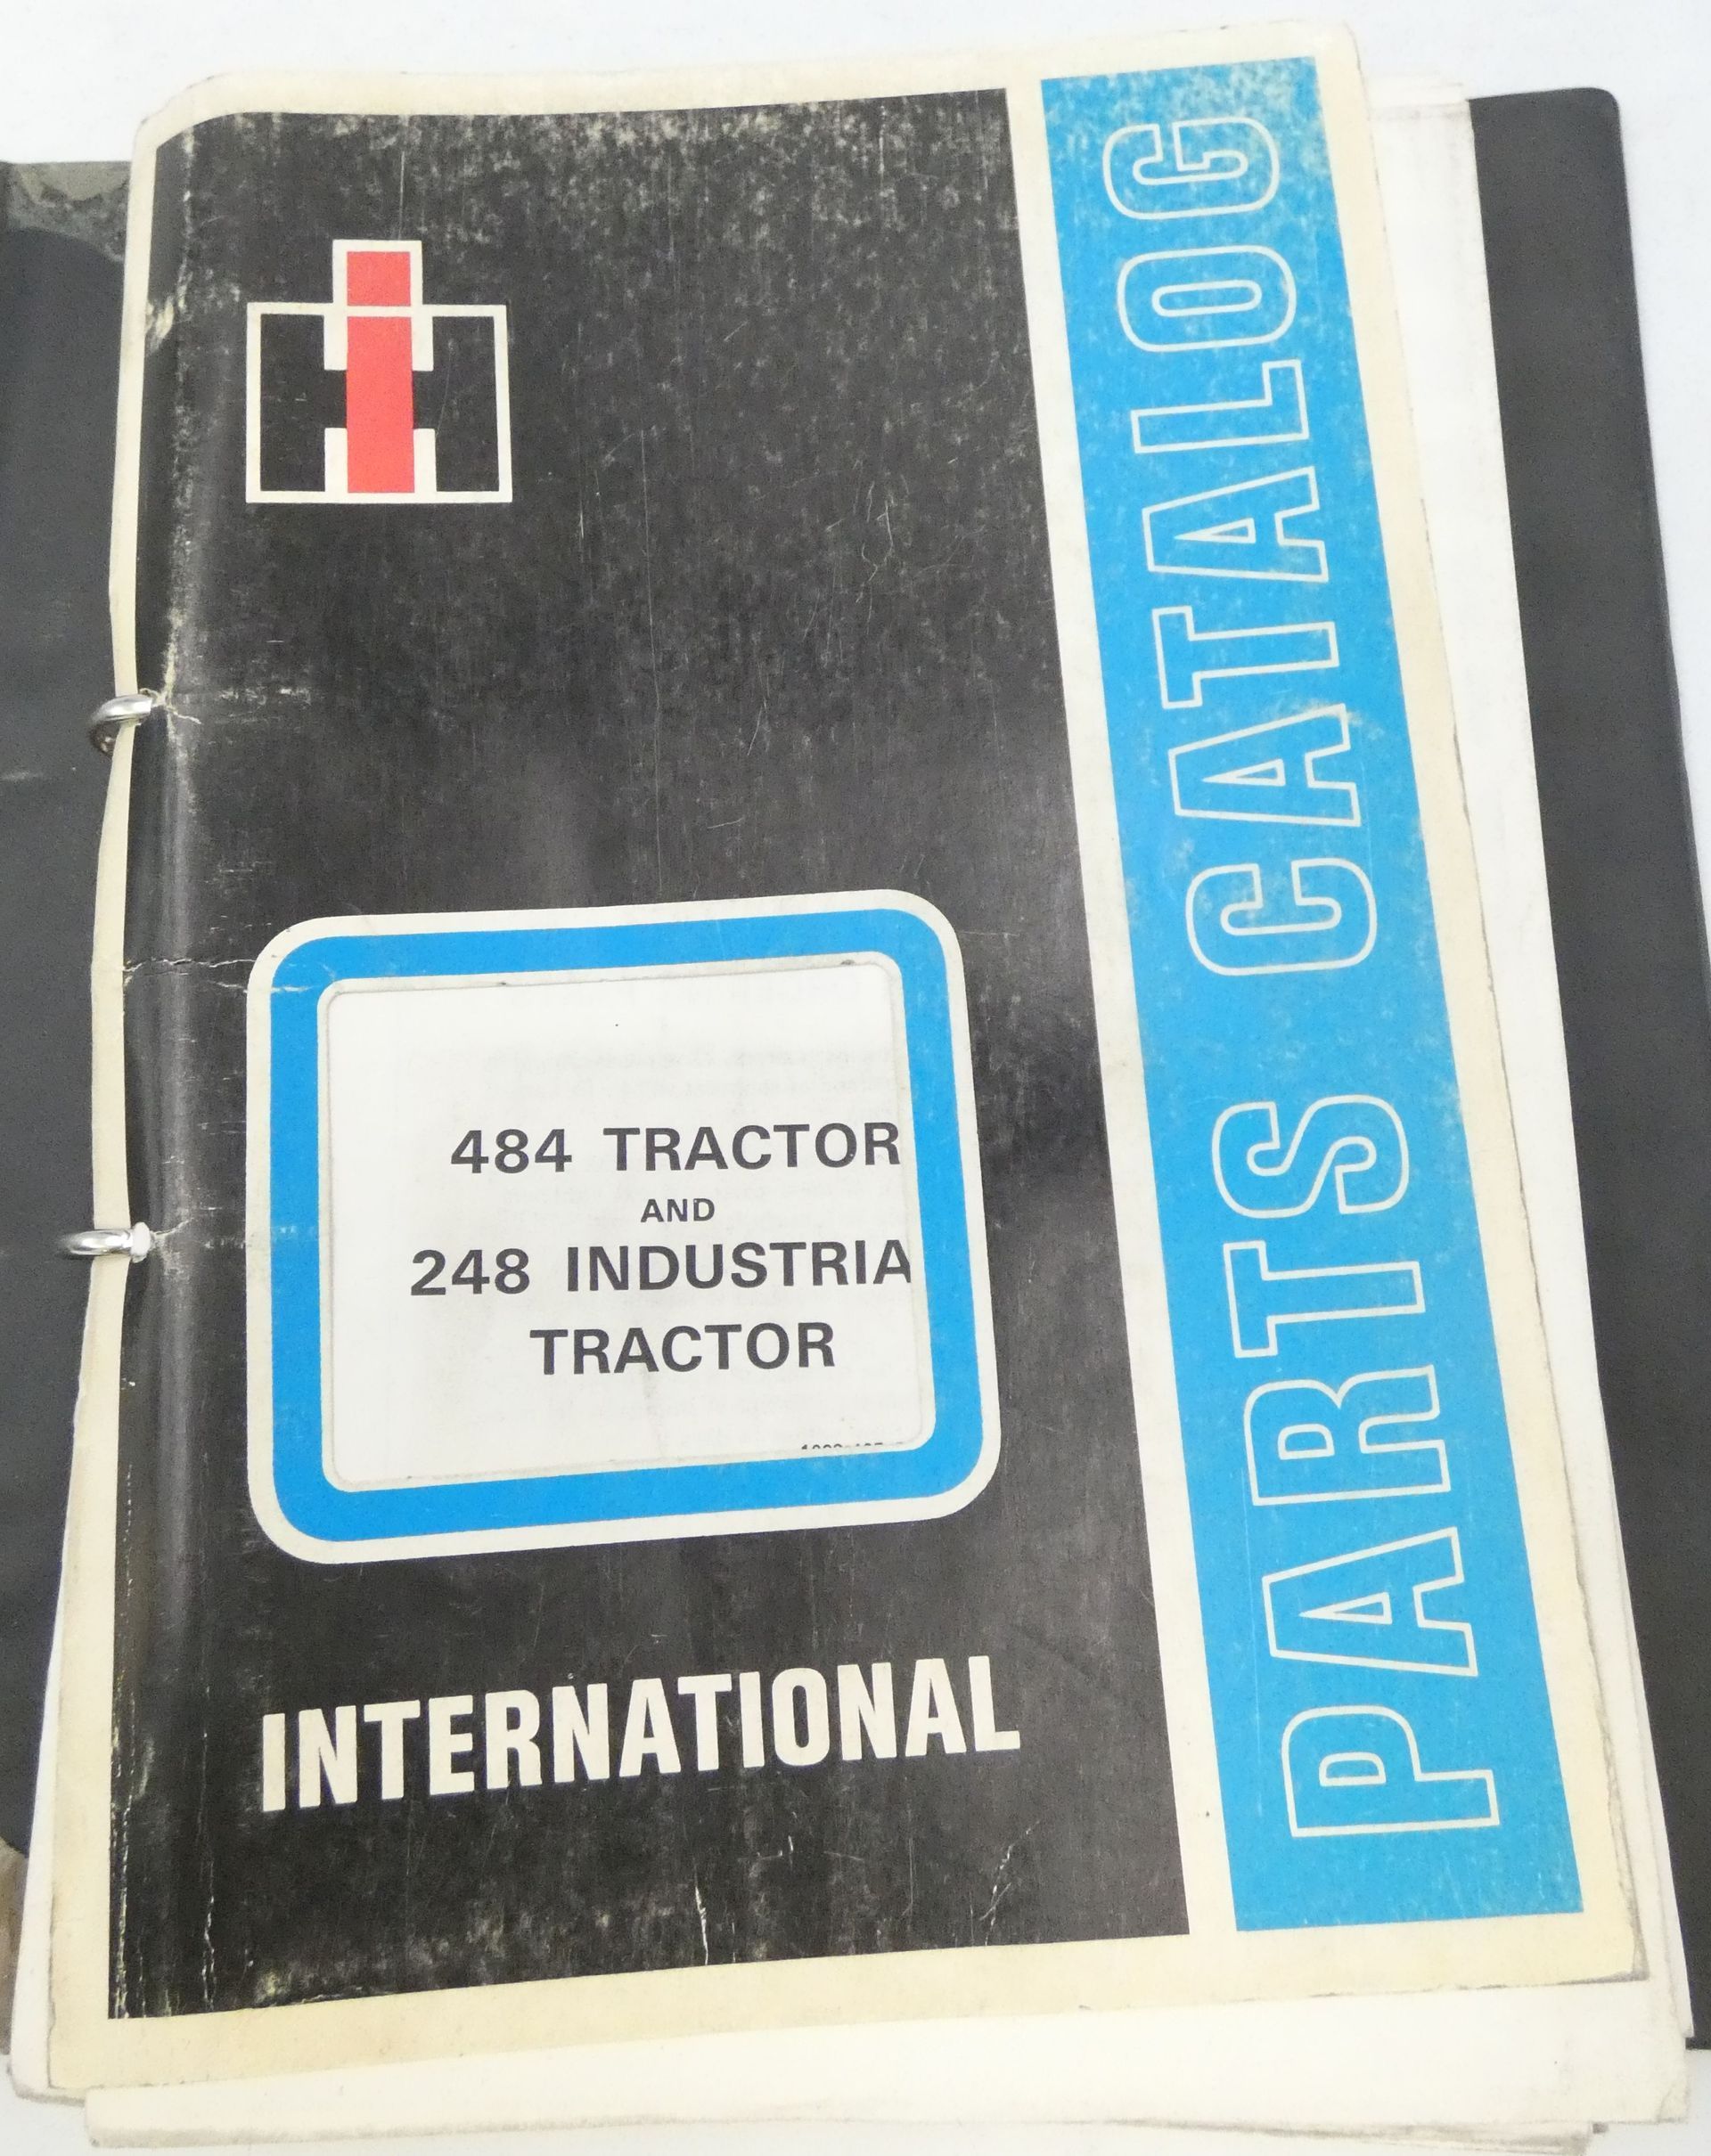 484 TRACTOR
AND
248 INDUSTRIA
TRACTOR
INTERNATIONAL
PARTS CATALOG